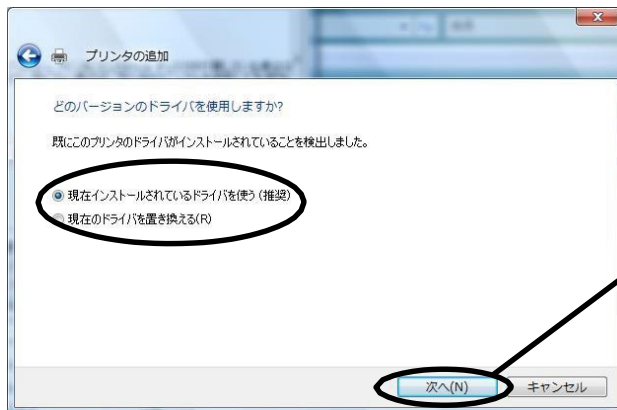 プリンタの追加
どのバージョンのドライバを使用しますか?
既にこのプリンタのドライバがインストールされていることを検出しました。
現在インストールされているドライバを使う(推奨)
現在のドライバを置き換える(R)
次へ(N)
キャンセル